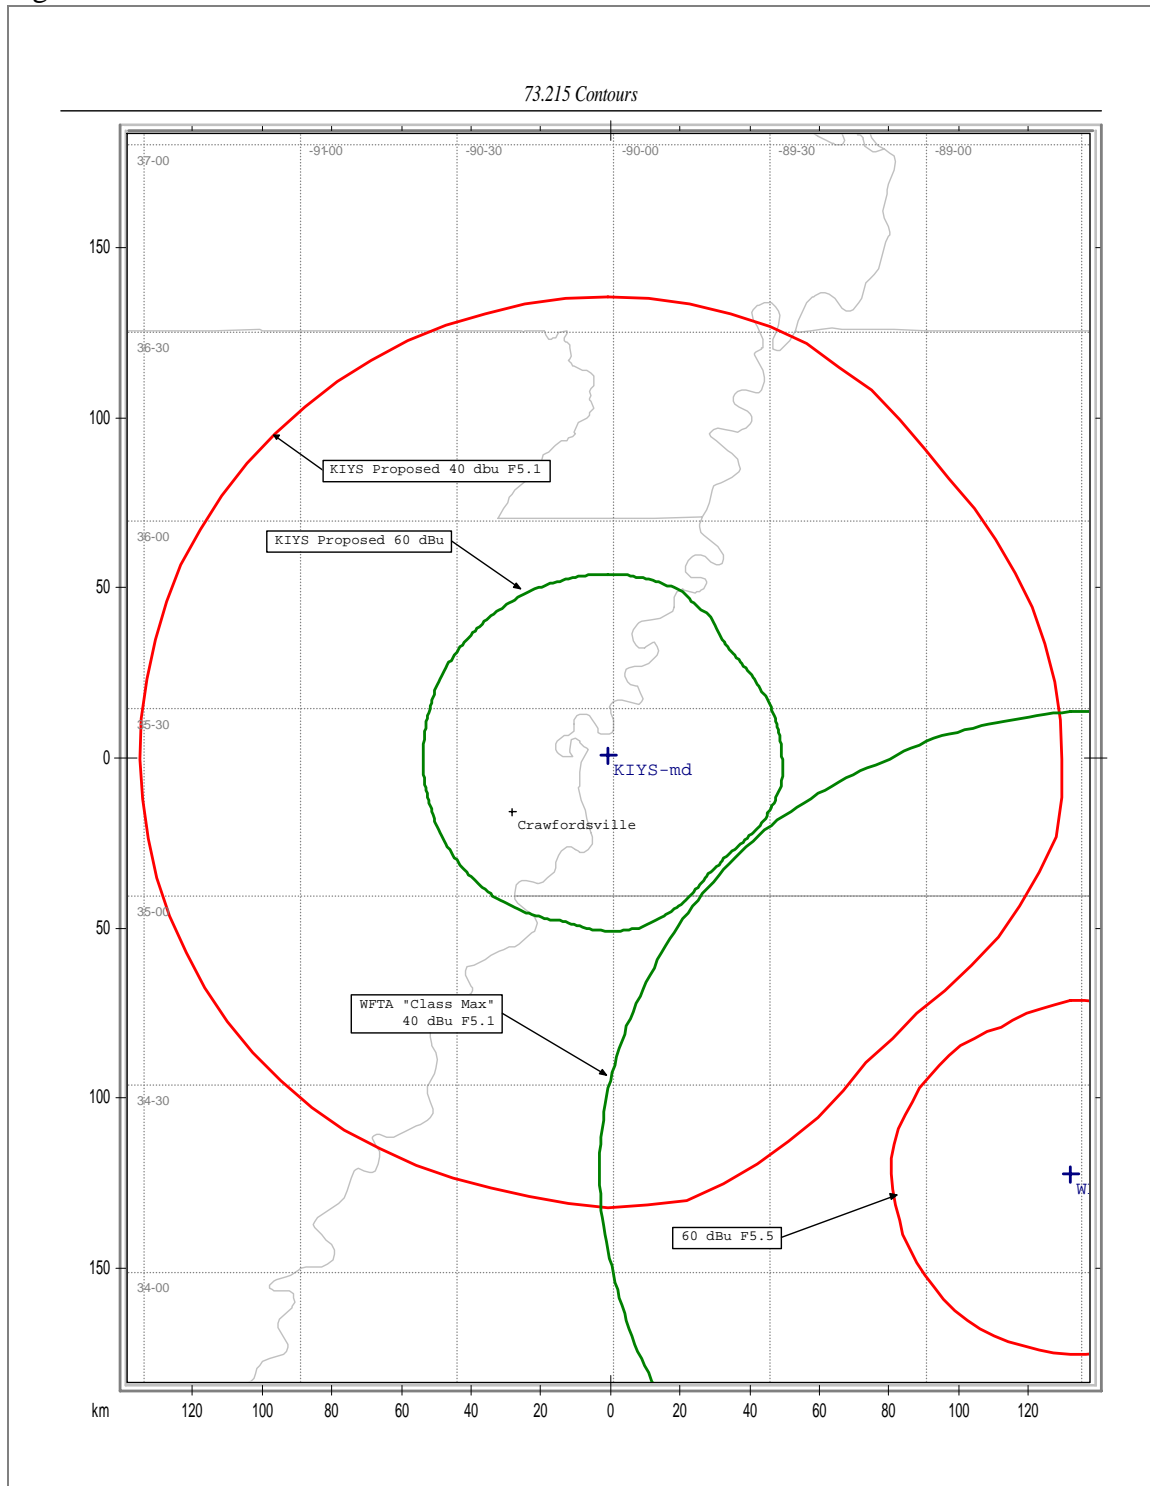 73.215 Contours
-91-00 -90-30 -90-00 -89-30 -89-00
37-00
150
36-30
100
KIYS Proposed 40 dbu F5.1
36-00
KIYS Proposed 60 dBu
50
35-30
0
KIYS-md
Crawfordsville
35-00
50
WFTA "Class Max"
40 dBu F5.1
100
34-30
W
60 dBu F5.5
150
34-00
km 120 100 80 60 40 20 0 20 40 60 80 100 120